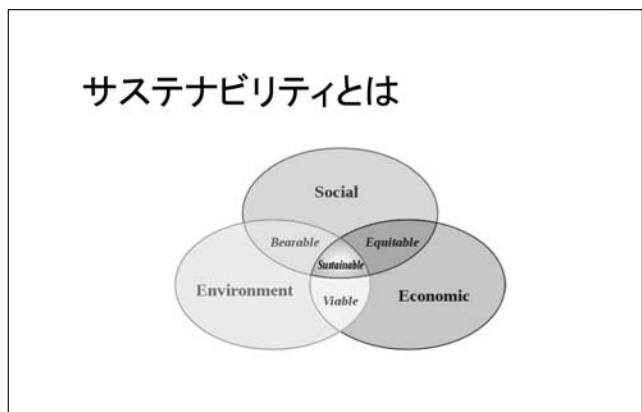 サステナビリティとは
Social
Bearable
Equitable
Sustainable
Environment
Economic
Viable